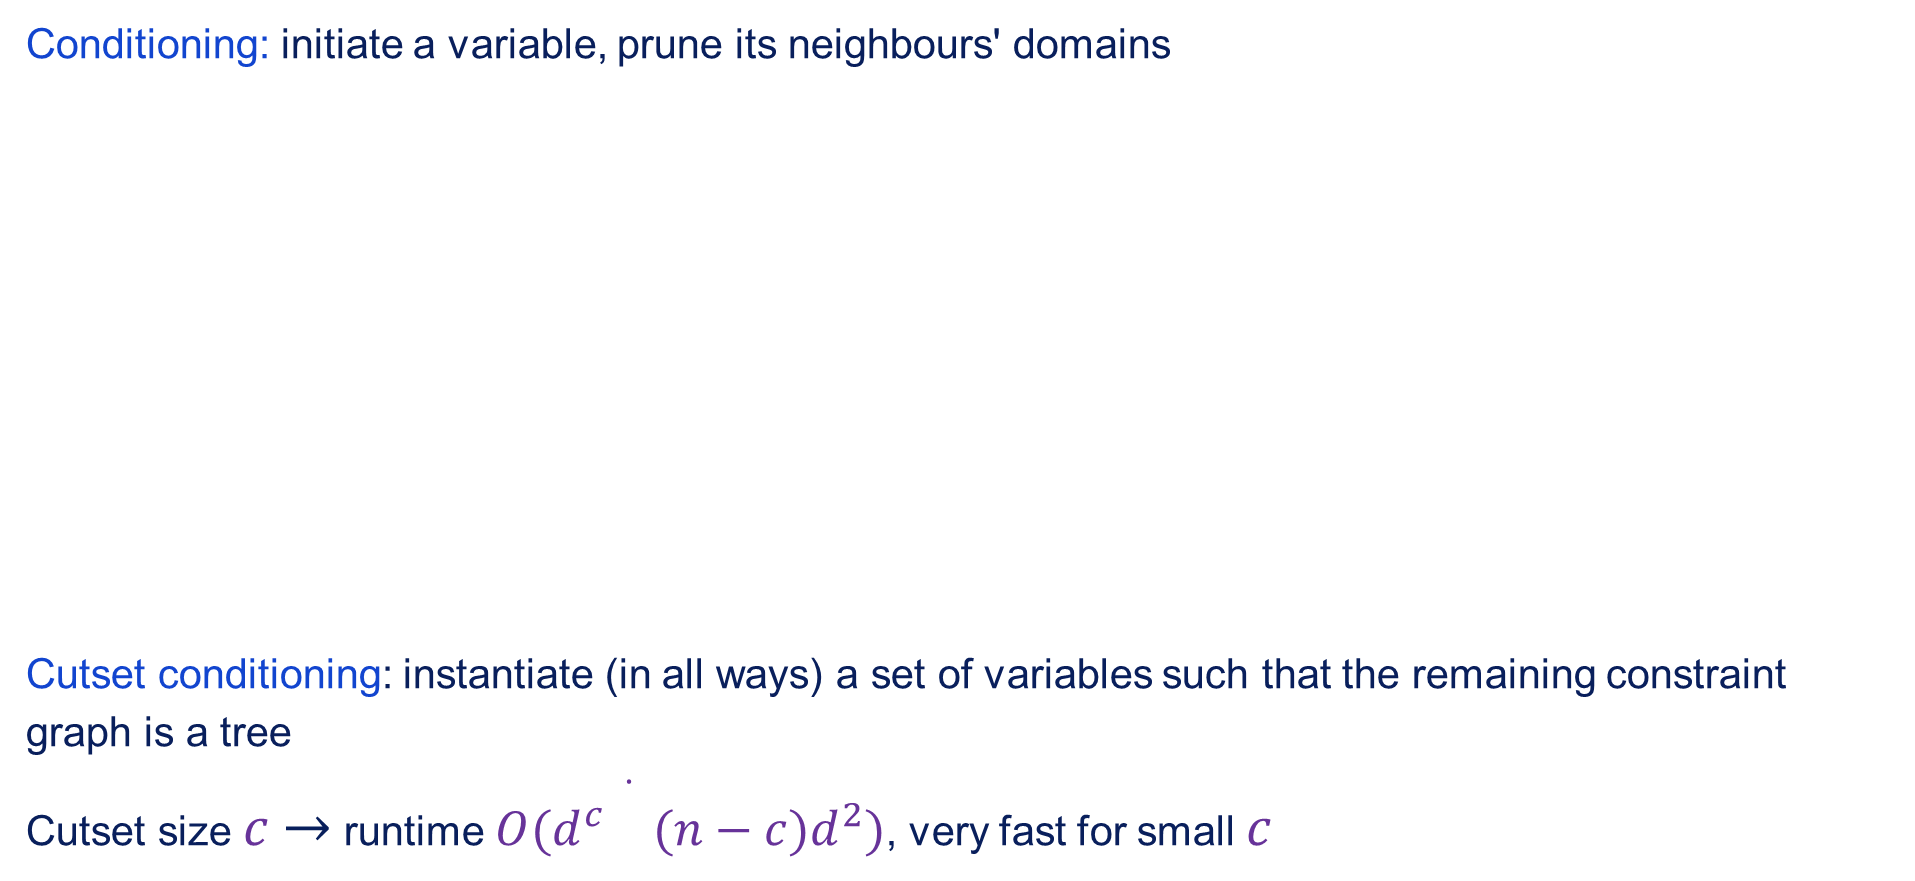 Conditioning: initiate a variable, prune its neighbours' domains
Cutset conditioning: instantiate (in all ways) a set of variables such that the remaining constraint
graph is a tree
Cutset size c → runtime O(d^c · (n − c)d²), very fast for small c